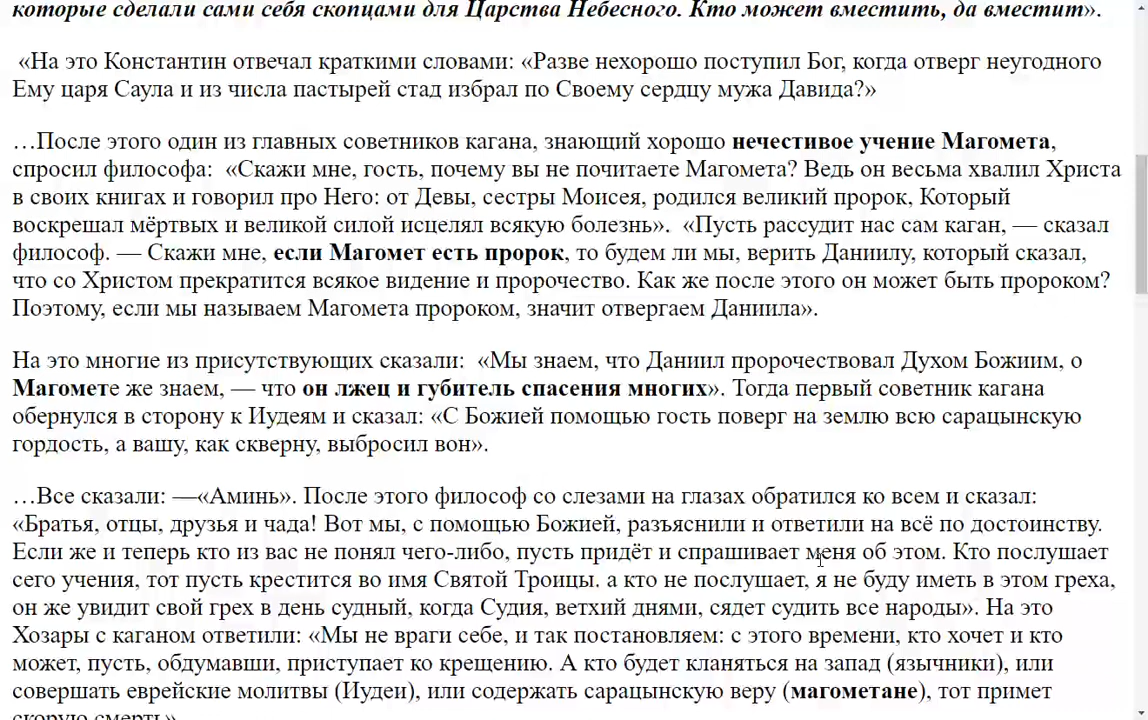 которые сделали сами себя скопцами для Царства Небесного. Кто может вместить, да вместит».
«На это Константин отвечал краткими словами: «Разве нехорошо поступил Бог, когда отверг неугодного
Ему царя Саула и из числа пастырей стад избрал по Своему сердцу мужа Давида?»
…После этого один из главных советников кагана, знающий хорошо нечестивое учение Магомета,
спросил философа: «Скажи мне, гость, почему вы не почитаете Магомета? Ведь он весьма хвалил Христа
в своих книгах и говорил про Него: от Девы, сестры Моисея, родился великий пророк, Который
воскрешал мёртвых и великой силой исцелял всякую болезнь». «Пусть рассудит нас сам каган, — сказал
философ. — Скажи мне, если Магомет есть пророк, то будем ли мы, верить Даниилу, который сказал,
что со Христом прекратится всякое видение и пророчество. Как же после этого он может быть пророком?
Поэтому, если мы называем Магомета пророком, значит отвергаем Даниила».
На это многие из присутствующих сказали: «Мы знаем, что Даниил пророчествовал Духом Божиим, о
Магомете же знаем, — что он лжец и губитель спасения многих». Тогда первый советник кагана
обернулся в сторону к Иудеям и сказал: «С Божией помощью гость поверг на землю всю сарацынскую
гордость, а вашу, как скверну, выбросил вон».
…Все сказали: —«Аминь». После этого философ со слезами на глазах обратился ко всем и сказал:
«Братья, отцы, друзья и чада! Вот мы, с помощью Божией, разъяснили и ответили на всё по достоинству.
Если же и теперь кто из вас не понял чего-либо, пусть придёт и спрашивает меня об этом. Кто послушает
сего учения, тот пусть крестится во имя Святой Троицы. а кто не послушает, я не буду иметь в этом греха,
он же увидит свой грех в день судный, когда Судия, ветхий днями, сядет судить все народы». На это
Хозары с каганом ответили: «Мы не враги себе, и так постановляем: с этого времени, кто хочет и кто
может, пусть, обдумавши, приступает ко крещению. А кто будет кланяться на запад (язычники), или
совершать еврейские молитвы (Иудеи), или содержать сарацынскую веру (магометане), тот примет
скорую смерть».